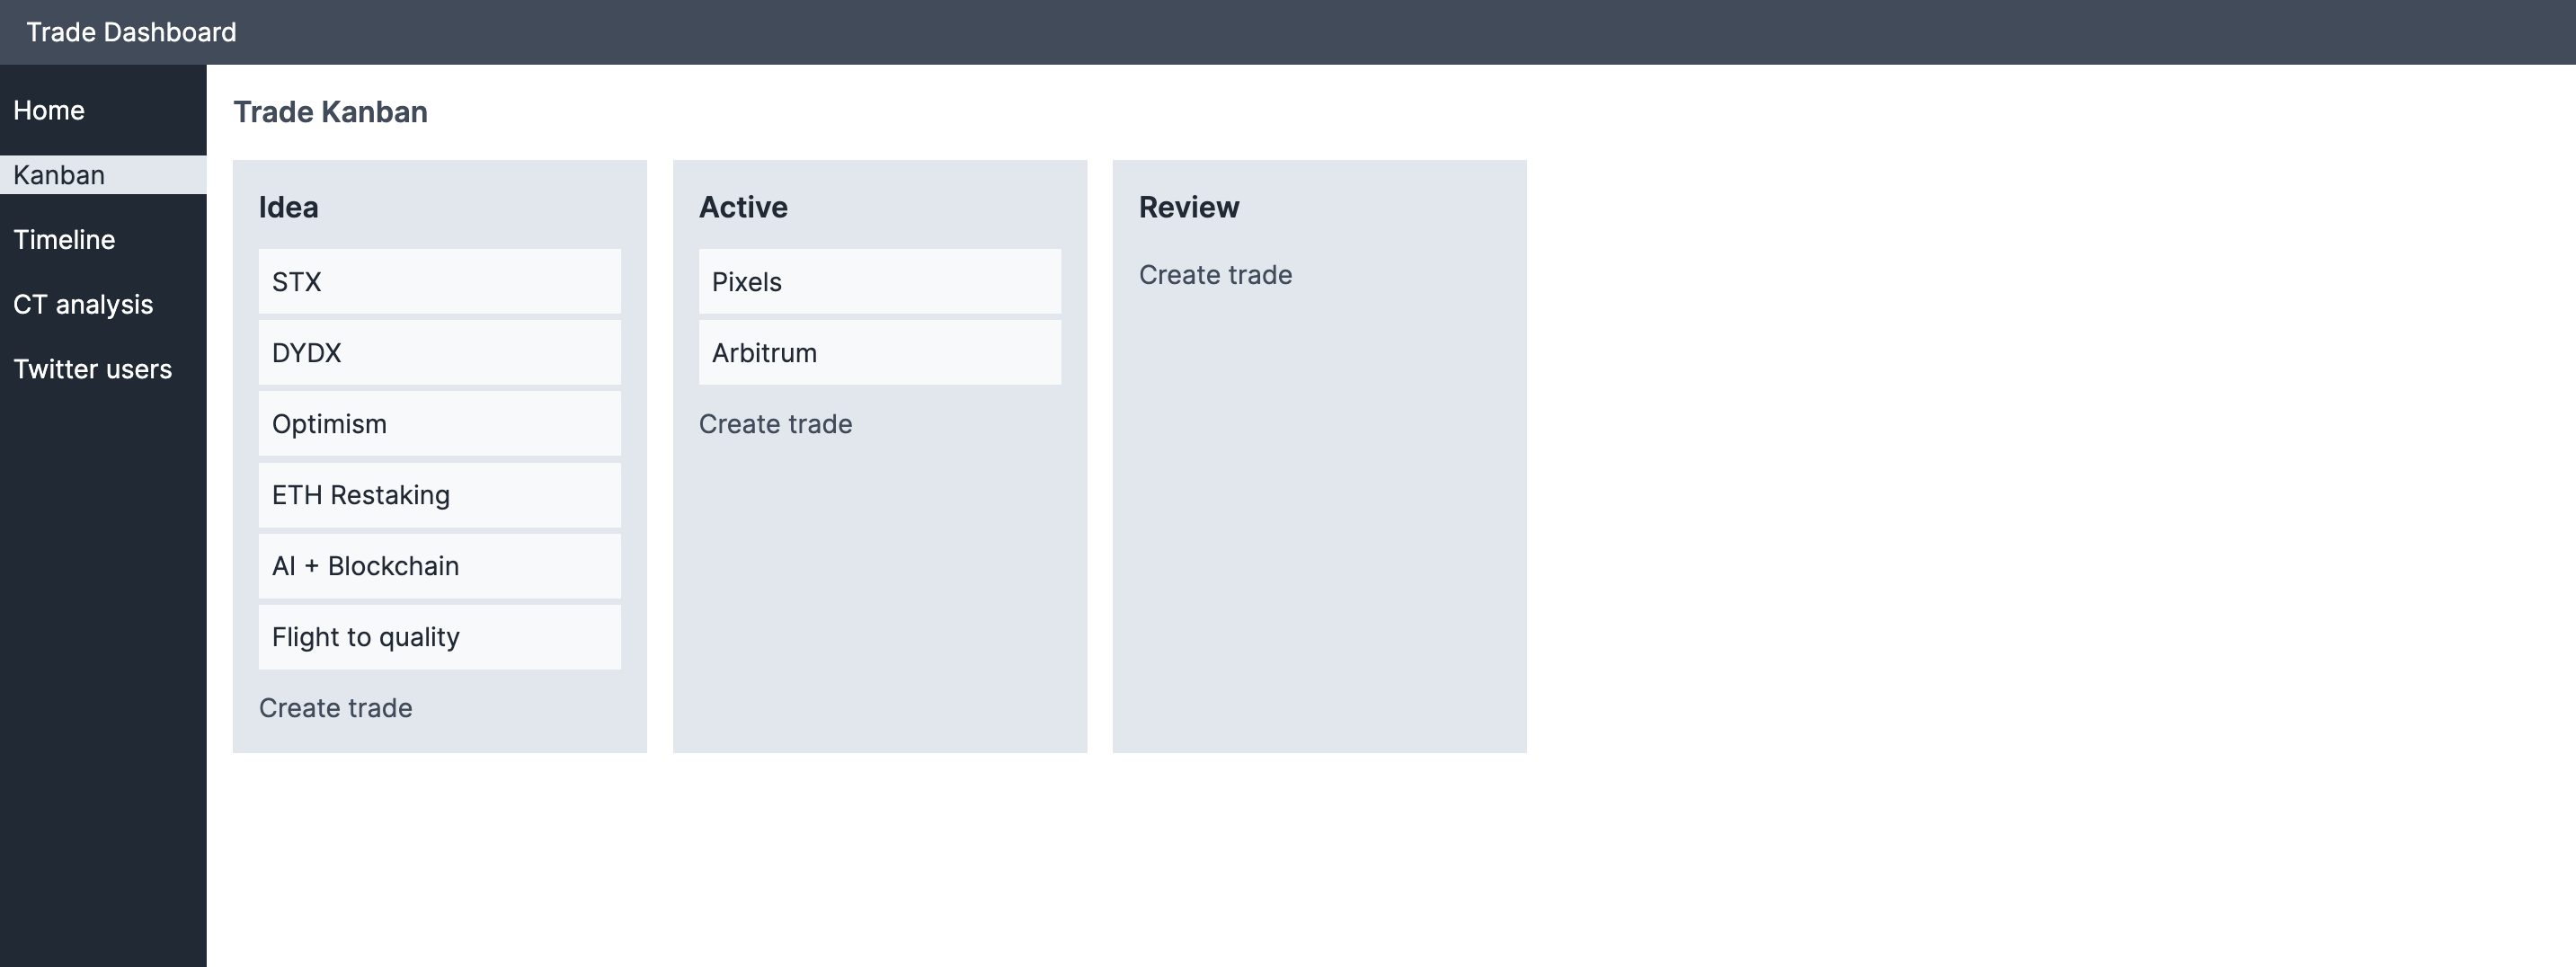 Trade Dashboard
Home
Kanban
Timeline
CT analysis
Twitter users
Trade Kanban
Idea
STX
DYDX
Optimism
ETH Restaking
AI + Blockchain
Flight to quality
Create trade
Active
Pixels
Arbitrum
Create trade
Review
Create trade